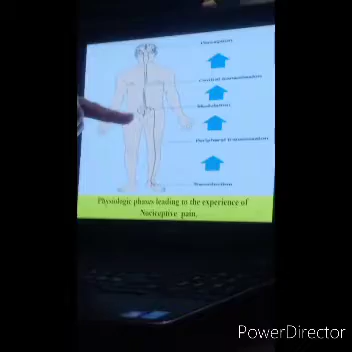 Perception
Central transmission
Modulation
Peripheral transmission
Transduction
Physiologic phases leading to the experience of
Nociceptive pain.
PowerDirector